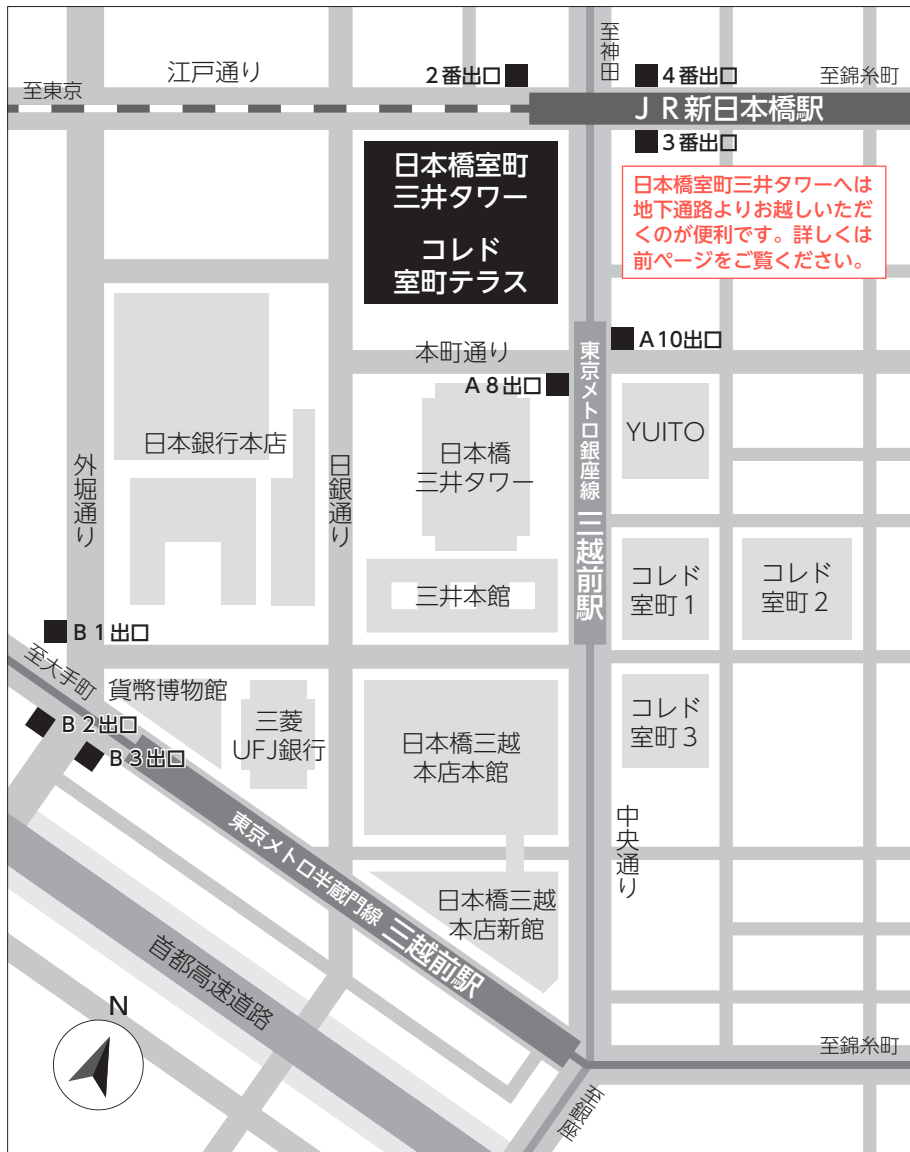 至神田
江戸通り
2番出口
4番出口
至錦糸町
至東京
JR新日本橋駅
3番出口
日本橋室町
三井タワー
コレド
室町テラス
日本橋室町三井タワーへは
地下通路よりお越しいただ
くのが便利です。詳しくは
前ページをご覧ください。
A10出口
本町通り
A8出口
東京メトロ銀座線 三越前駅
YUITO
日本銀行本店
日本橋
三井タワー
外堀通り
日銀通り
三井本館
コレド
室町1
コレド
室町2
B1出口
至大手町
貨幣博物館
B2出口
B3出口
三菱
UFJ銀行
日本橋三越
本店本館
コレド
室町3
中央通り
東京メトロ半蔵門線 三越前駅
日本橋三越
本店新館
首都高速道路
N
至錦糸町
至銀座